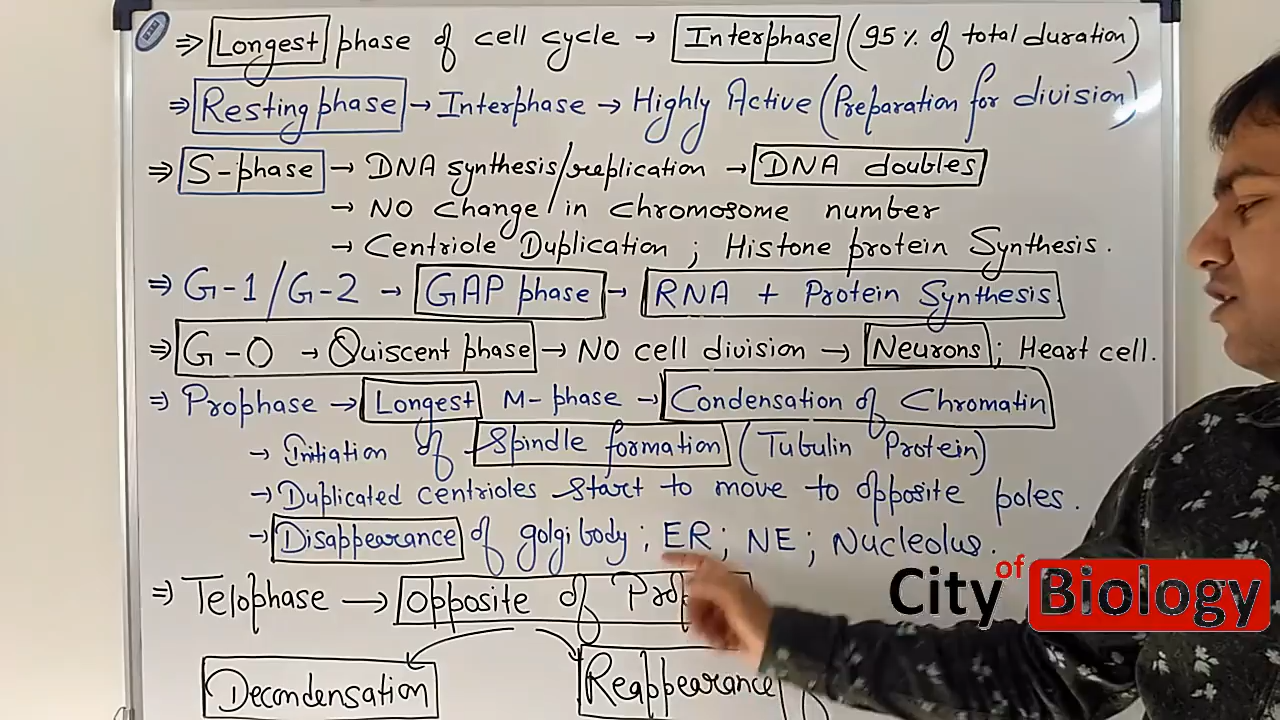 ⇒ Longest phase of cell cycle → Interphase (95% of total duration)
⇒ Resting phase → Interphase → Highly Active (Preparation for division)
⇒ S-phase → DNA synthesis/replication → DNA doubles
→ NO change in chromosome number
→ Centriole Duplication ; Histone protein Synthesis.
⇒ G-1/G-2 → GAP phase → RNA + Protein Synthesis
⇒ G-0 → Quiscent phase → NO cell division → Neurons ; Heart cell.
⇒ Prophase → Longest M-phase → Condensation of Chromatin
→ Initiation of Spindle formation (Tubulin Protein)
→ Duplicated centrioles start to move to opposite poles.
→ Disappearance of golgi body ; ER ; NE ; Nucleolus.
City of Biology
⇒ Telophase → Opposite of
Decondensation Reappearance